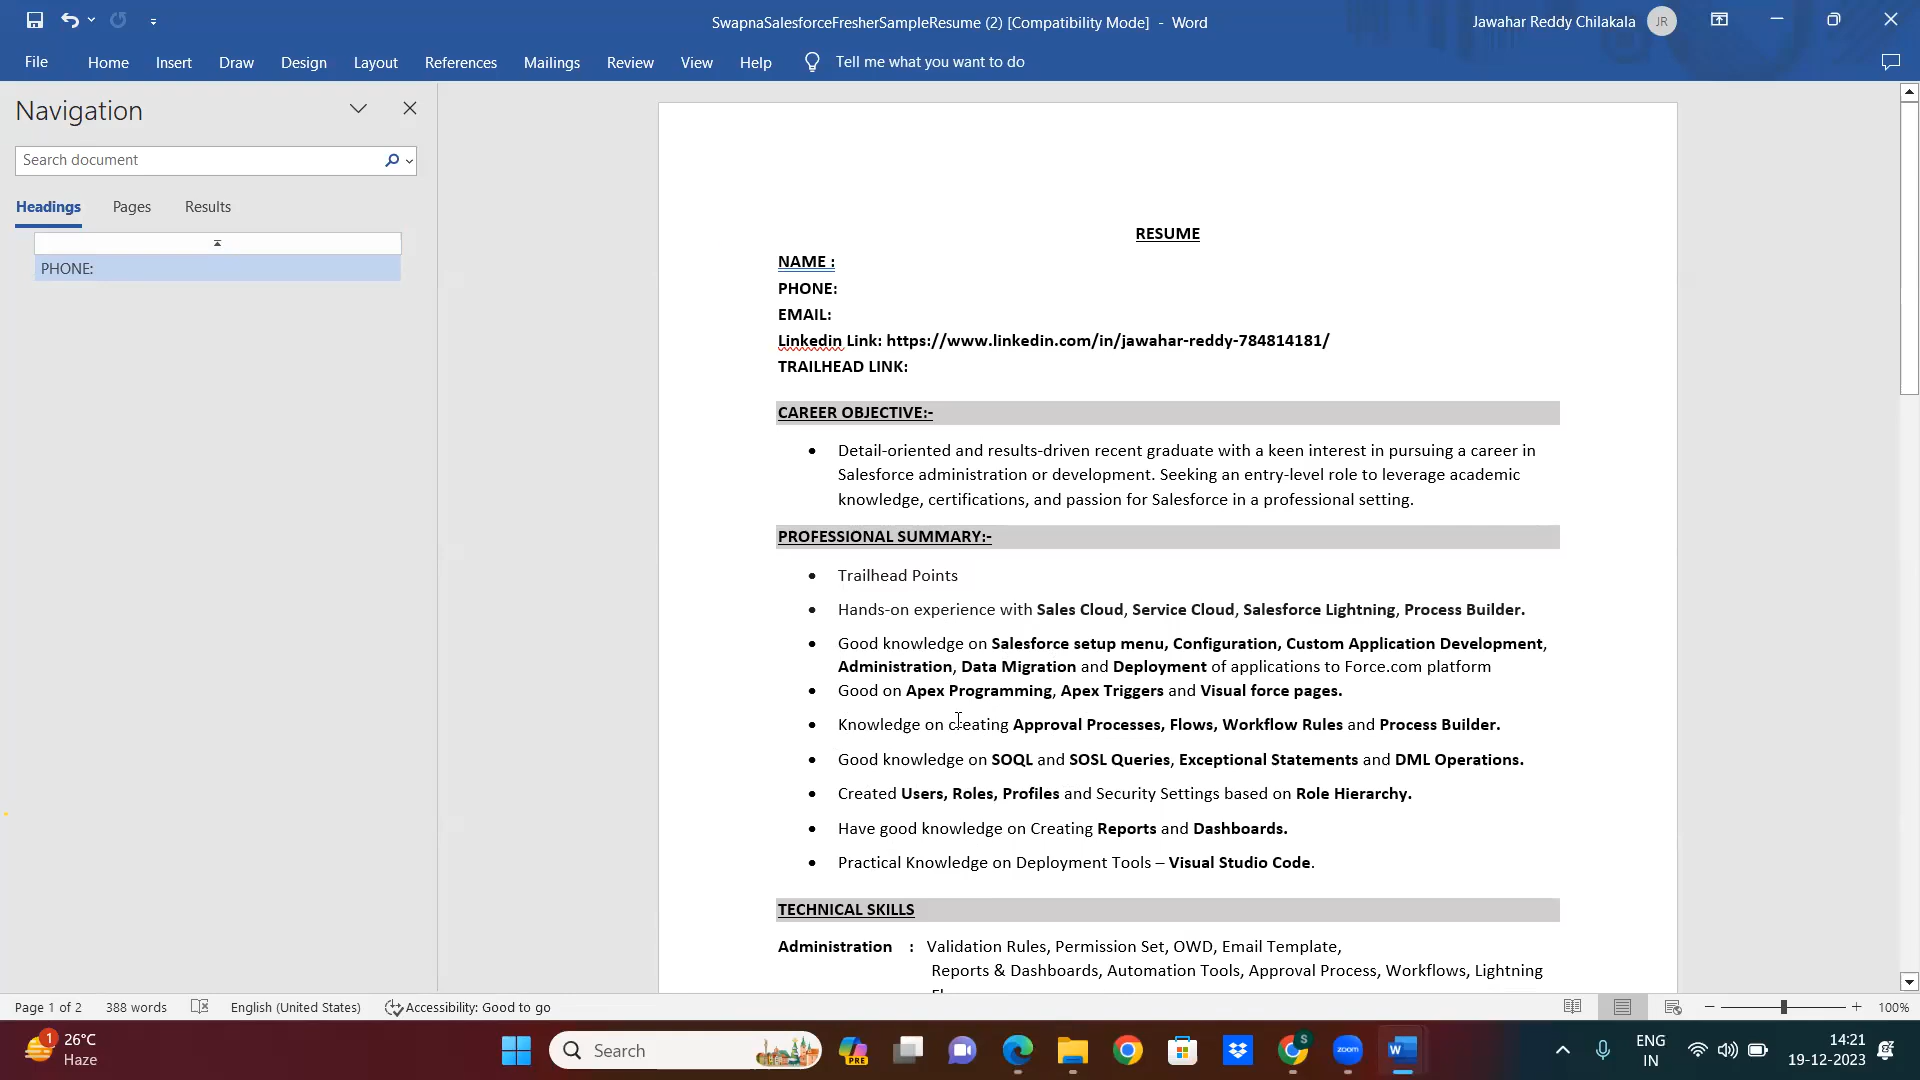 SwapnaSalesforceFresherSampleResume (2) [Compatibility Mode] - Word
Jawahar Reddy Chilakala JR
File Home Insert Draw Design Layout References Mailings Review View Help Tell me what you want to do
Navigation
Search document
Headings Pages Results
PHONE:
RESUME
NAME :
PHONE:
EMAIL:
Linkedin Link: https://www.linkedin.com/in/jawahar-reddy-784814181/
TRAILHEAD LINK:
CAREER OBJECTIVE:-
• Detail-oriented and results-driven recent graduate with a keen interest in pursuing a career in
Salesforce administration or development. Seeking an entry-level role to leverage academic
knowledge, certifications, and passion for Salesforce in a professional setting.
PROFESSIONAL SUMMARY:-
• Trailhead Points
• Hands-on experience with Sales Cloud, Service Cloud, Salesforce Lightning, Process Builder.
• Good knowledge on Salesforce setup menu, Configuration, Custom Application Development,
Administration, Data Migration and Deployment of applications to Force.com platform
• Good on Apex Programming, Apex Triggers and Visual force pages.
• Knowledge on creating Approval Processes, Flows, Workflow Rules and Process Builder.
• Good knowledge on SOQL and SOSL Queries, Exceptional Statements and DML Operations.
• Created Users, Roles, Profiles and Security Settings based on Role Hierarchy.
• Have good knowledge on Creating Reports and Dashboards.
• Practical Knowledge on Deployment Tools – Visual Studio Code.
TECHNICAL SKILLS
Administration : Validation Rules, Permission Set, OWD, Email Template,
Reports & Dashboards, Automation Tools, Approval Process, Workflows, Lightning
Page 1 of 2 388 words English (United States) Accessibility: Good to go 100%
1 26°C
Haze
Search
PRE
S
zoom
ENG
IN
14:21
19-12-2023